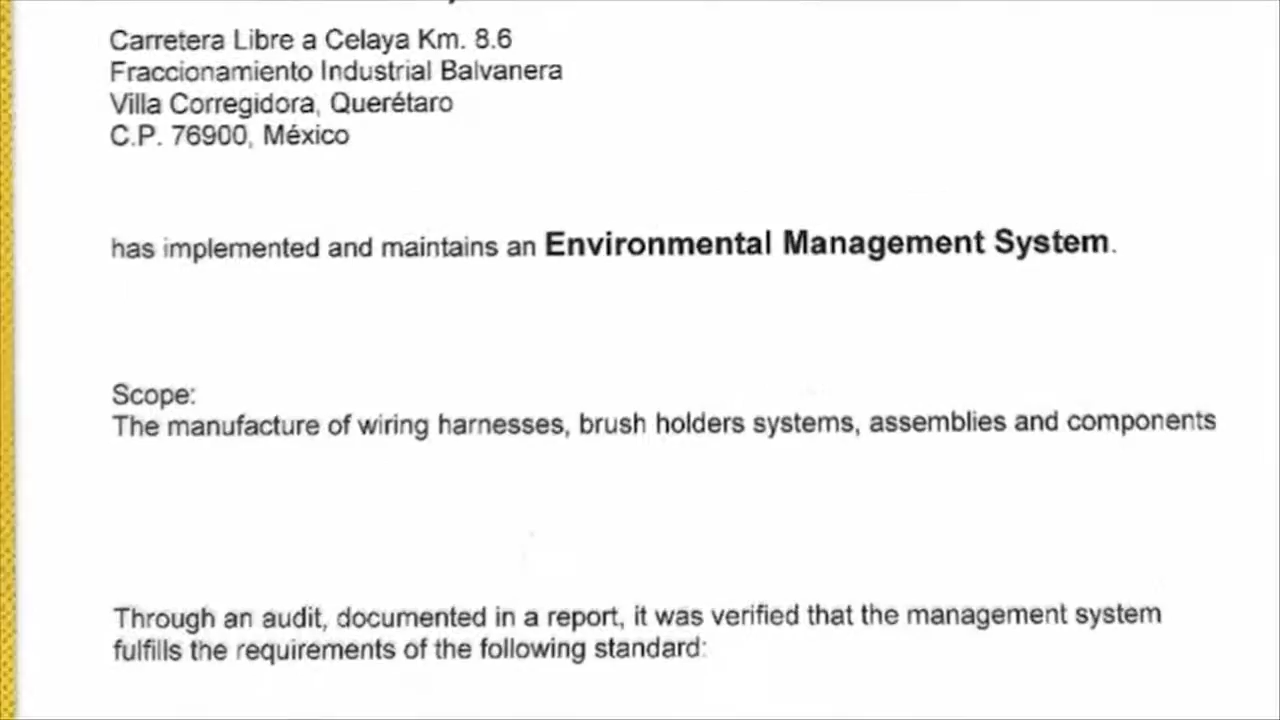 Carretera Libre a Celaya Km. 8.6
Fraccionamiento Industrial Balvanera
Villa Corregidora, Querétaro
C.P. 76900, México
has implemented and maintains an Environmental Management System.
Scope:
The manufacture of wiring harnesses, brush holders systems, assemblies and components
Through an audit, documented in a report, it was verified that the management system
fulfills the requirements of the following standard: